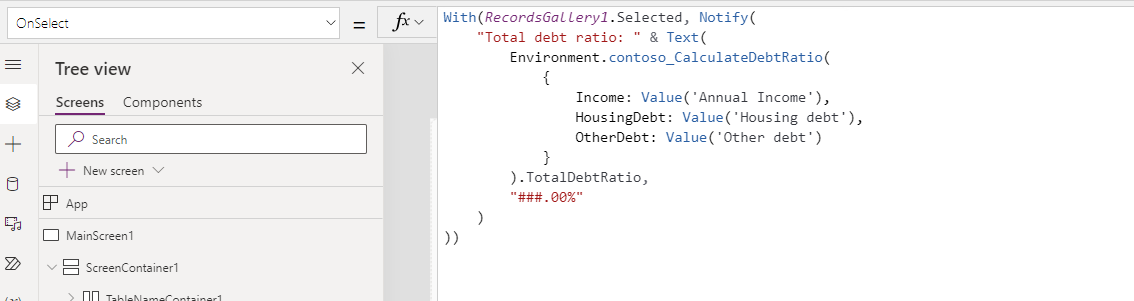 OnSelect
=
fx
With(RecordsGallery1.Selected, Notify(
"Total debt ratio: " & Text(
Environment.contoso_CalculateDebtRatio(
{
Income: Value('Annual Income'),
HousingDebt: Value('Housing debt'),
OtherDebt: Value('Other debt')
}
).TotalDebtRatio,
"###.00%"
)
))
Tree view
Screens Components
Search
New screen
App
MainScreen1
ScreenContainer1
TableNameContainer1